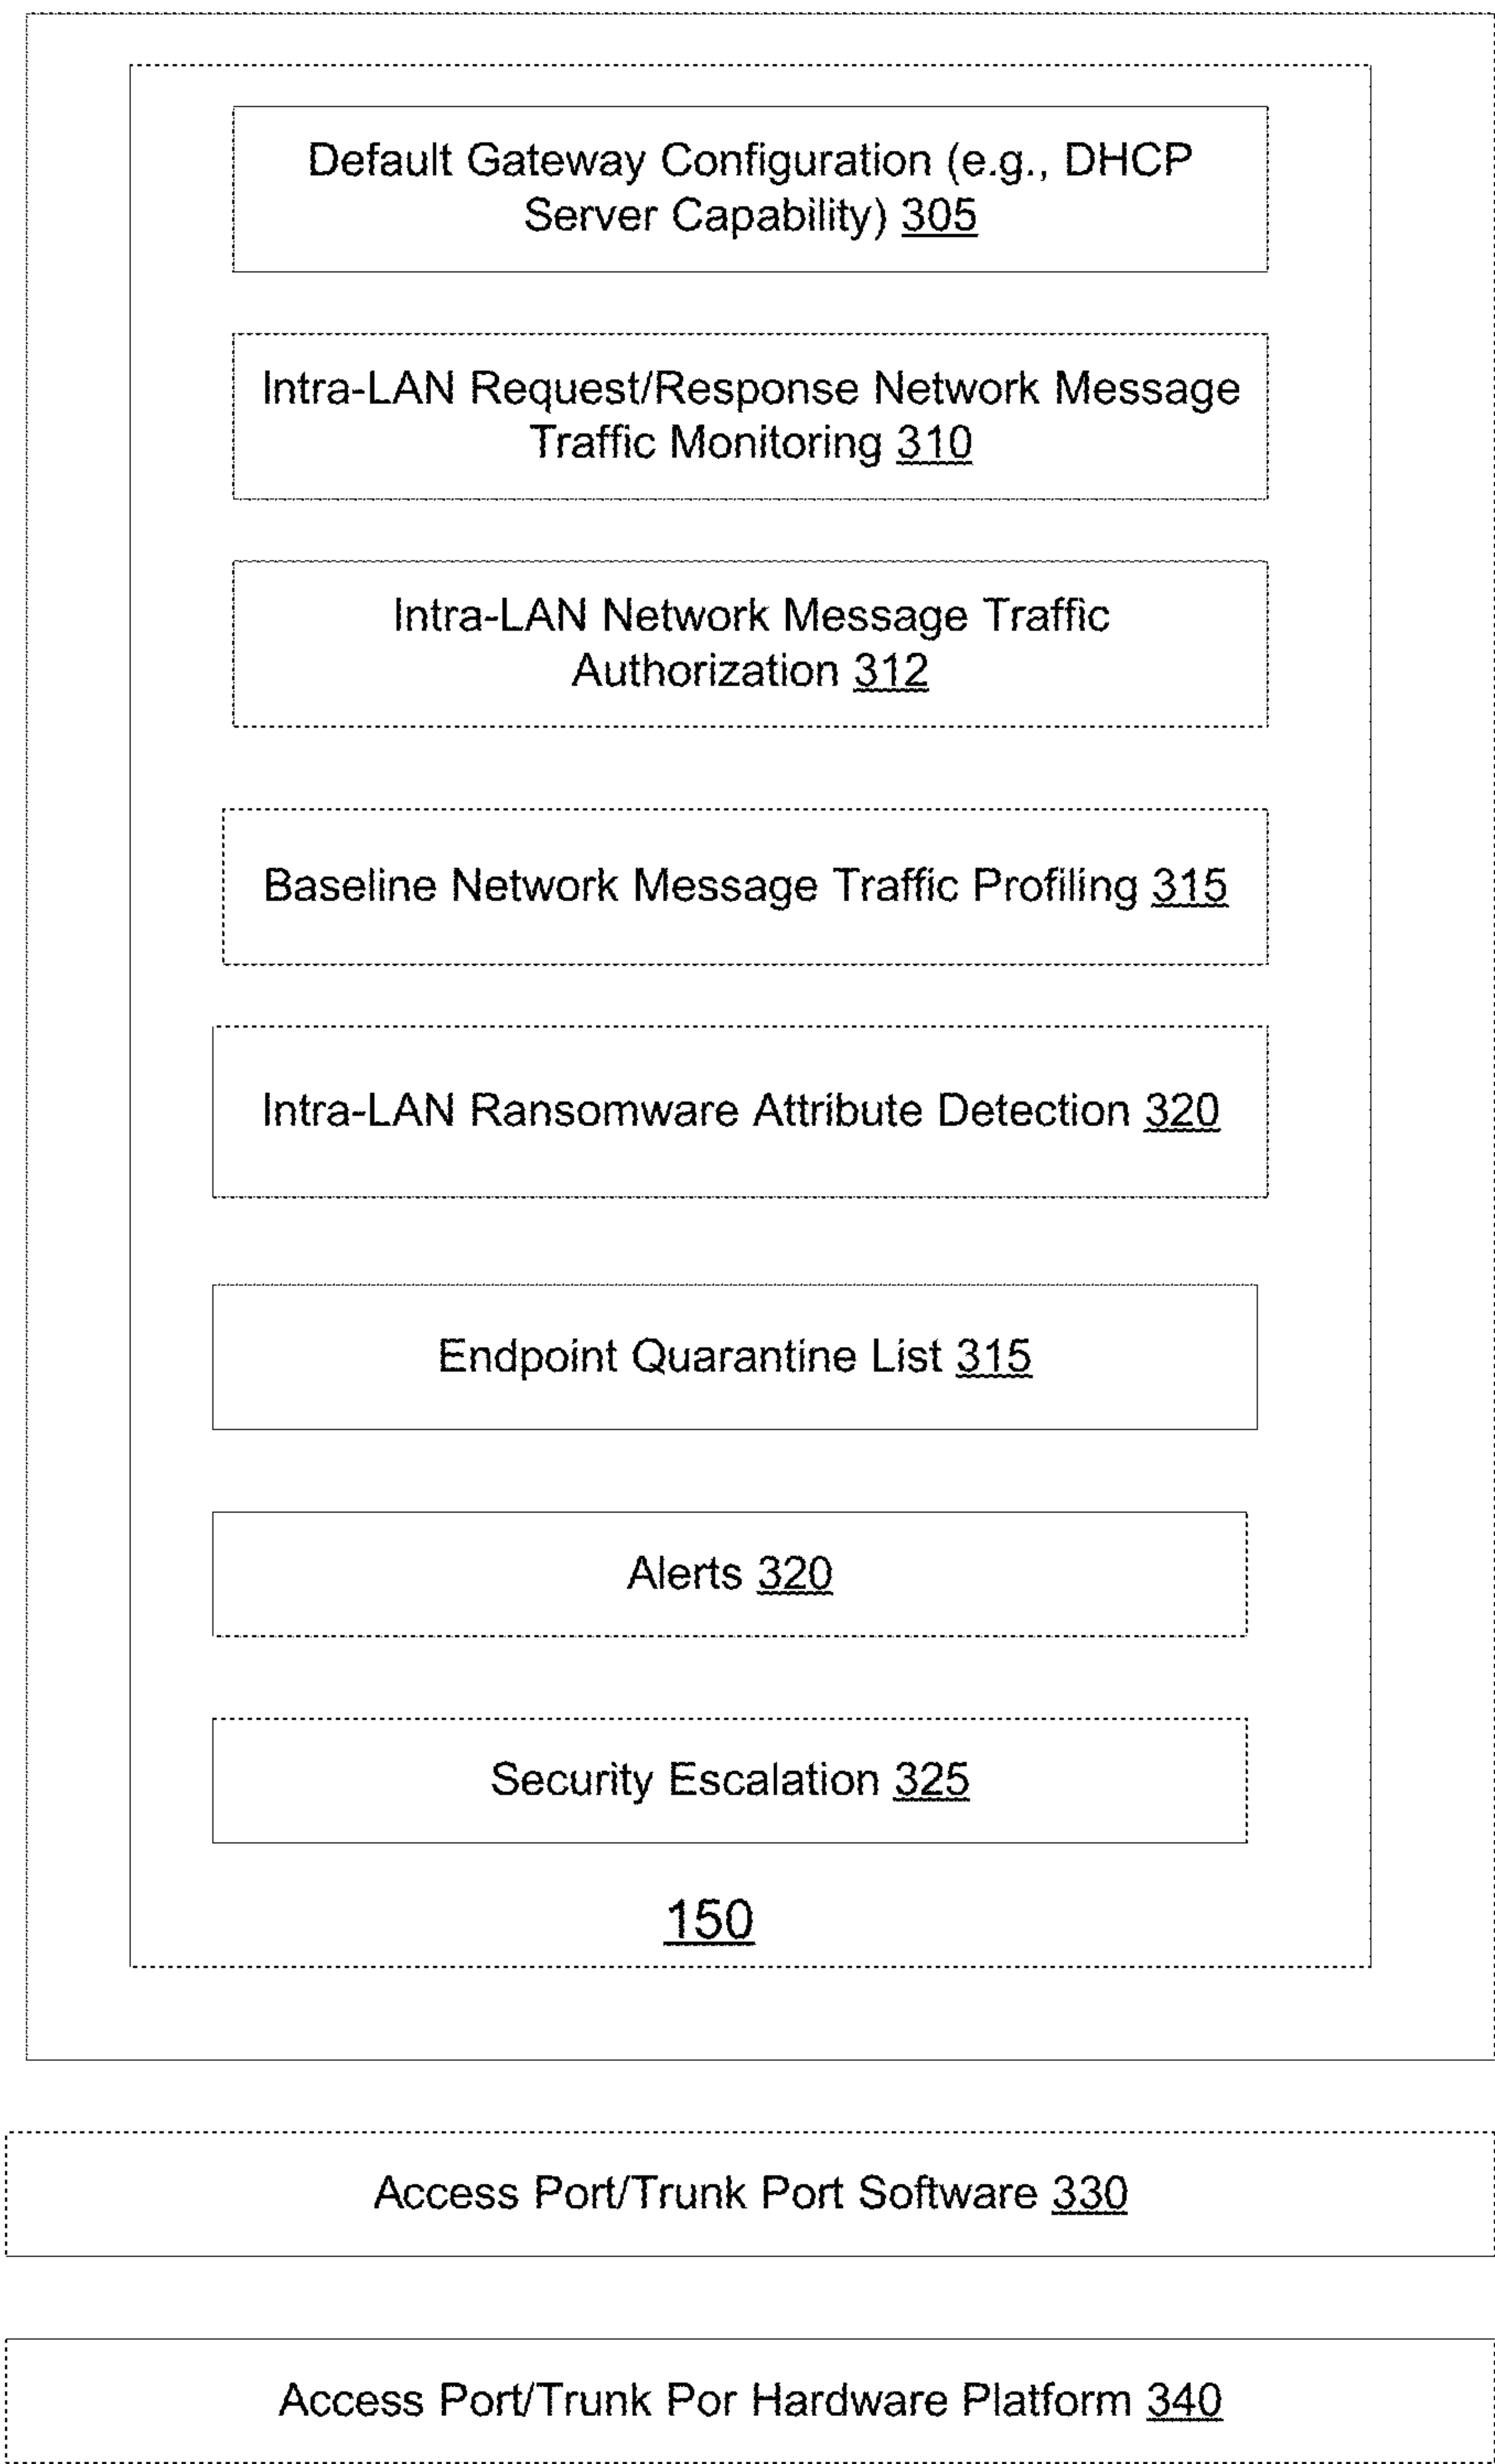 Default Gateway Configuration (e.g., DHCP
Server Capability) 305
Intra-LAN Request/Response Network Message
Traffic Monitoring 310
Intra-LAN Network Message Traffic
Authorization 312
Baseline Network Message Traffic Profiling 315
Intra-LAN Ransomware Attribute Detection 320
Endpoint Quarantine List 315
Alerts 320
Security Escalation 325
150
Access Port/Trunk Port Software 330
Access Port/Trunk Por Hardware Platform 340